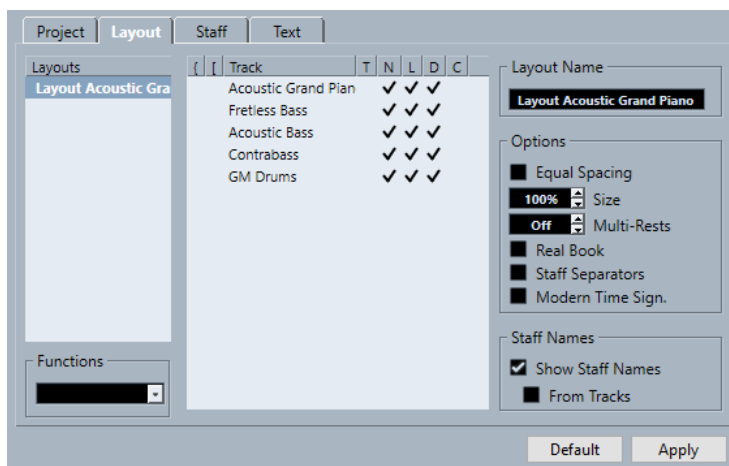 Project Layout Staff Text
Layouts
Layout Acoustic Gra
Functions
{ [ Track T N L D C
Acoustic Grand Pian
Fretless Bass
Acoustic Bass
Contrabass
GM Drums
Layout Name
Layout Acoustic Grand Piano
Options
Equal Spacing
100% Size
Off Multi-Rests
Real Book
Staff Separators
Modern Time Sign.
Staff Names
Show Staff Names
From Tracks
Default Apply